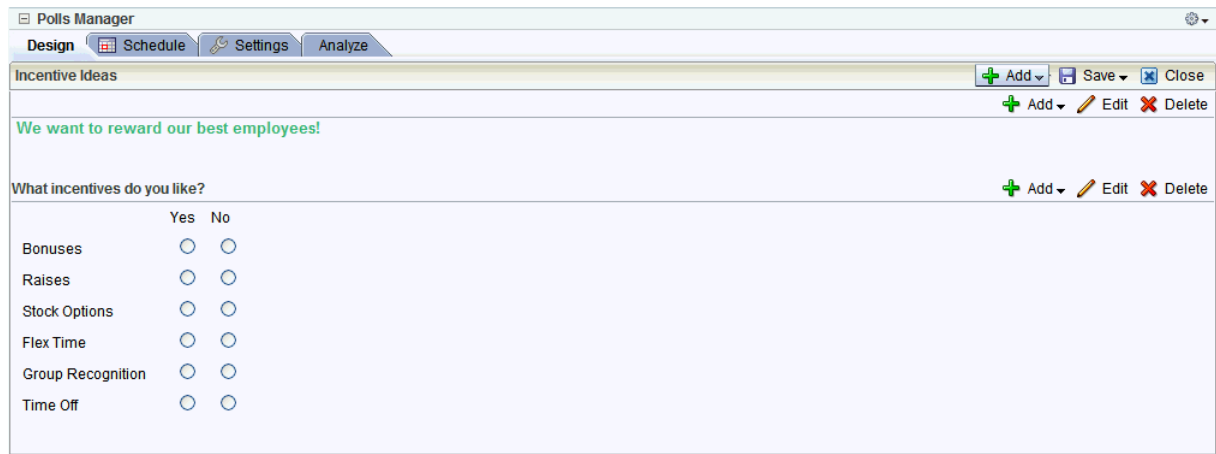 Polls Manager
Design Schedule Settings Analyze
Incentive Ideas Add Save Close
Add Edit Delete
We want to reward our best employees!
What incentives do you like? Add Edit Delete
Yes No
Bonuses
Raises
Stock Options
Flex Time
Group Recognition
Time Off